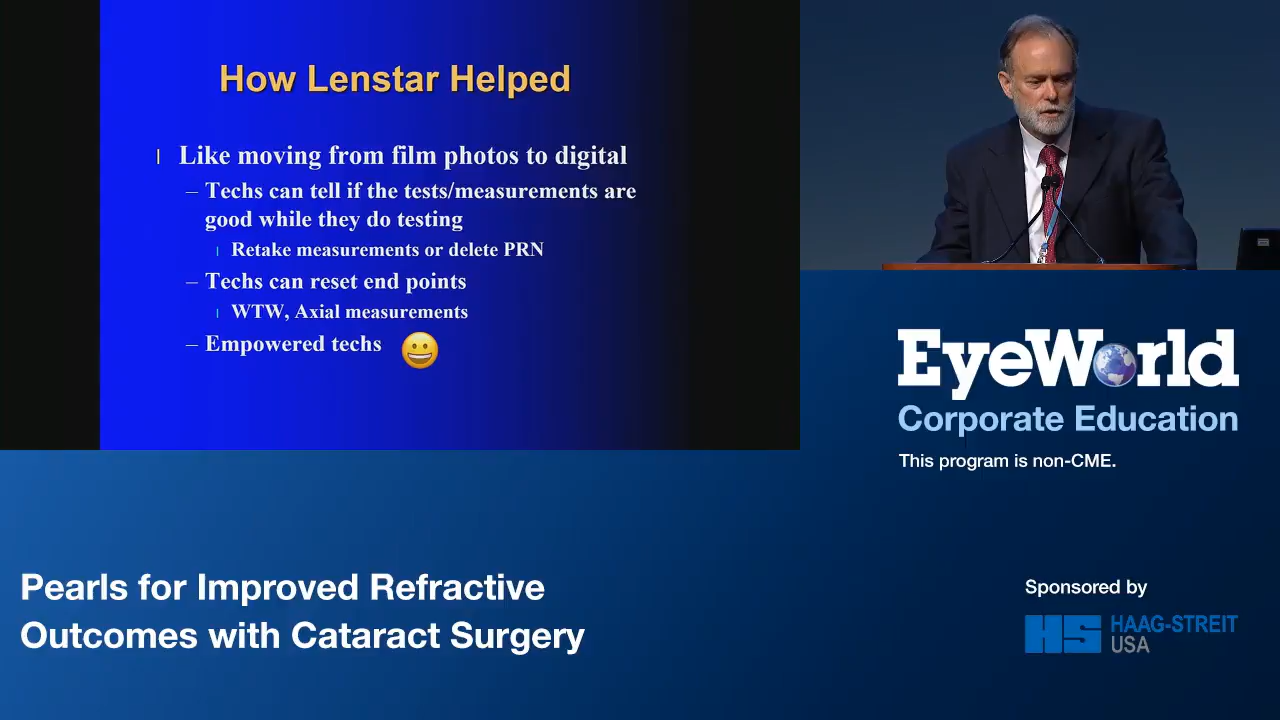 How Lenstar Helped
Like moving from film photos to digital
– Techs can tell if the tests/measurements are
good while they do testing
Retake measurements or delete PRN
– Techs can reset end points
WTW, Axial measurements
– Empowered techs
EyeWorld
Corporate Education
This program is non-CME.
Pearls for Improved Refractive
Outcomes with Cataract Surgery
Sponsored by
HS HAAG-STREIT
USA